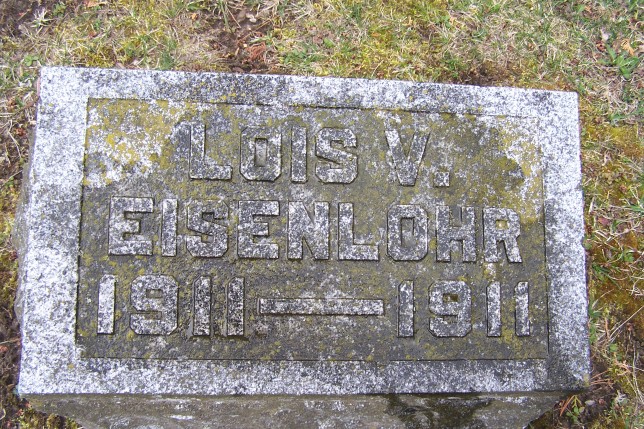 LOIS V.
EISENLOHR
1911 — 1911